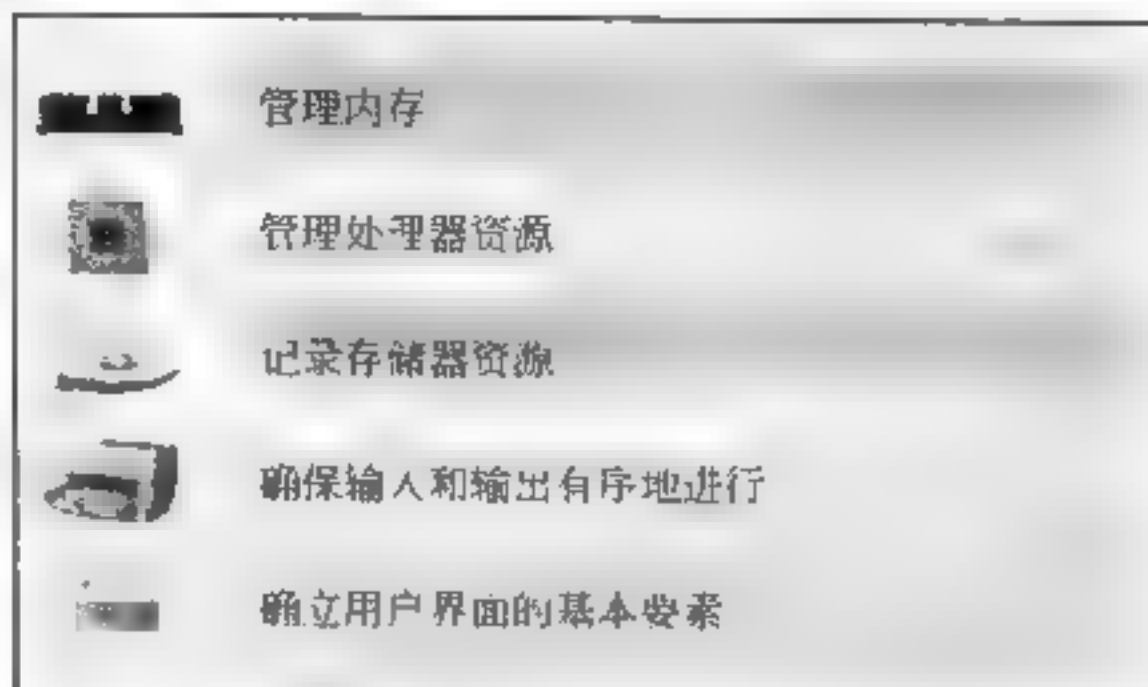 管理内存
管理处理器资源
记录存储器资源
确保输入和输出有序地进行
确立用户界面的基本要素